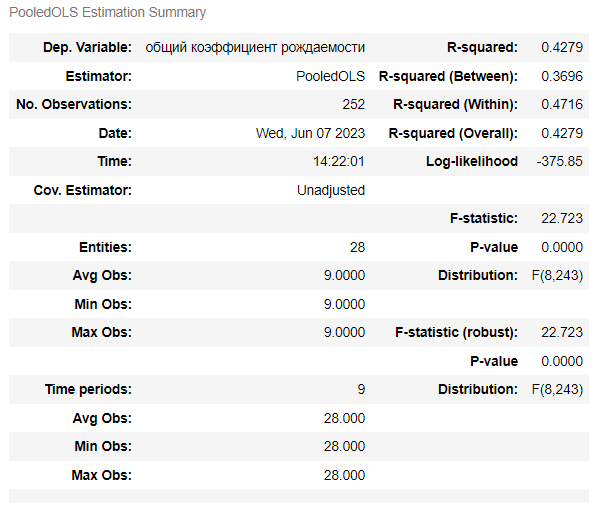 PooledOLS Estimation Summary
Dep. Variable: общий коэффициент рождаемости R-squared: 0.4279
Estimator: PooledOLS R-squared (Between): 0.3696
No. Observations: 252 R-squared (Within): 0.4716
Date: Wed, Jun 07 2023 R-squared (Overall): 0.4279
Time: 14:22:01 Log-likelihood -375.85
Cov. Estimator: Unadjusted
F-statistic: 22.723
Entities: 28 P-value 0.0000
Avg Obs: 9.0000 Distribution: F(8,243)
Min Obs: 9.0000
Max Obs: 9.0000 F-statistic (robust): 22.723
P-value 0.0000
Time periods: 9 Distribution: F(8,243)
Avg Obs: 28.000
Min Obs: 28.000
Max Obs: 28.000